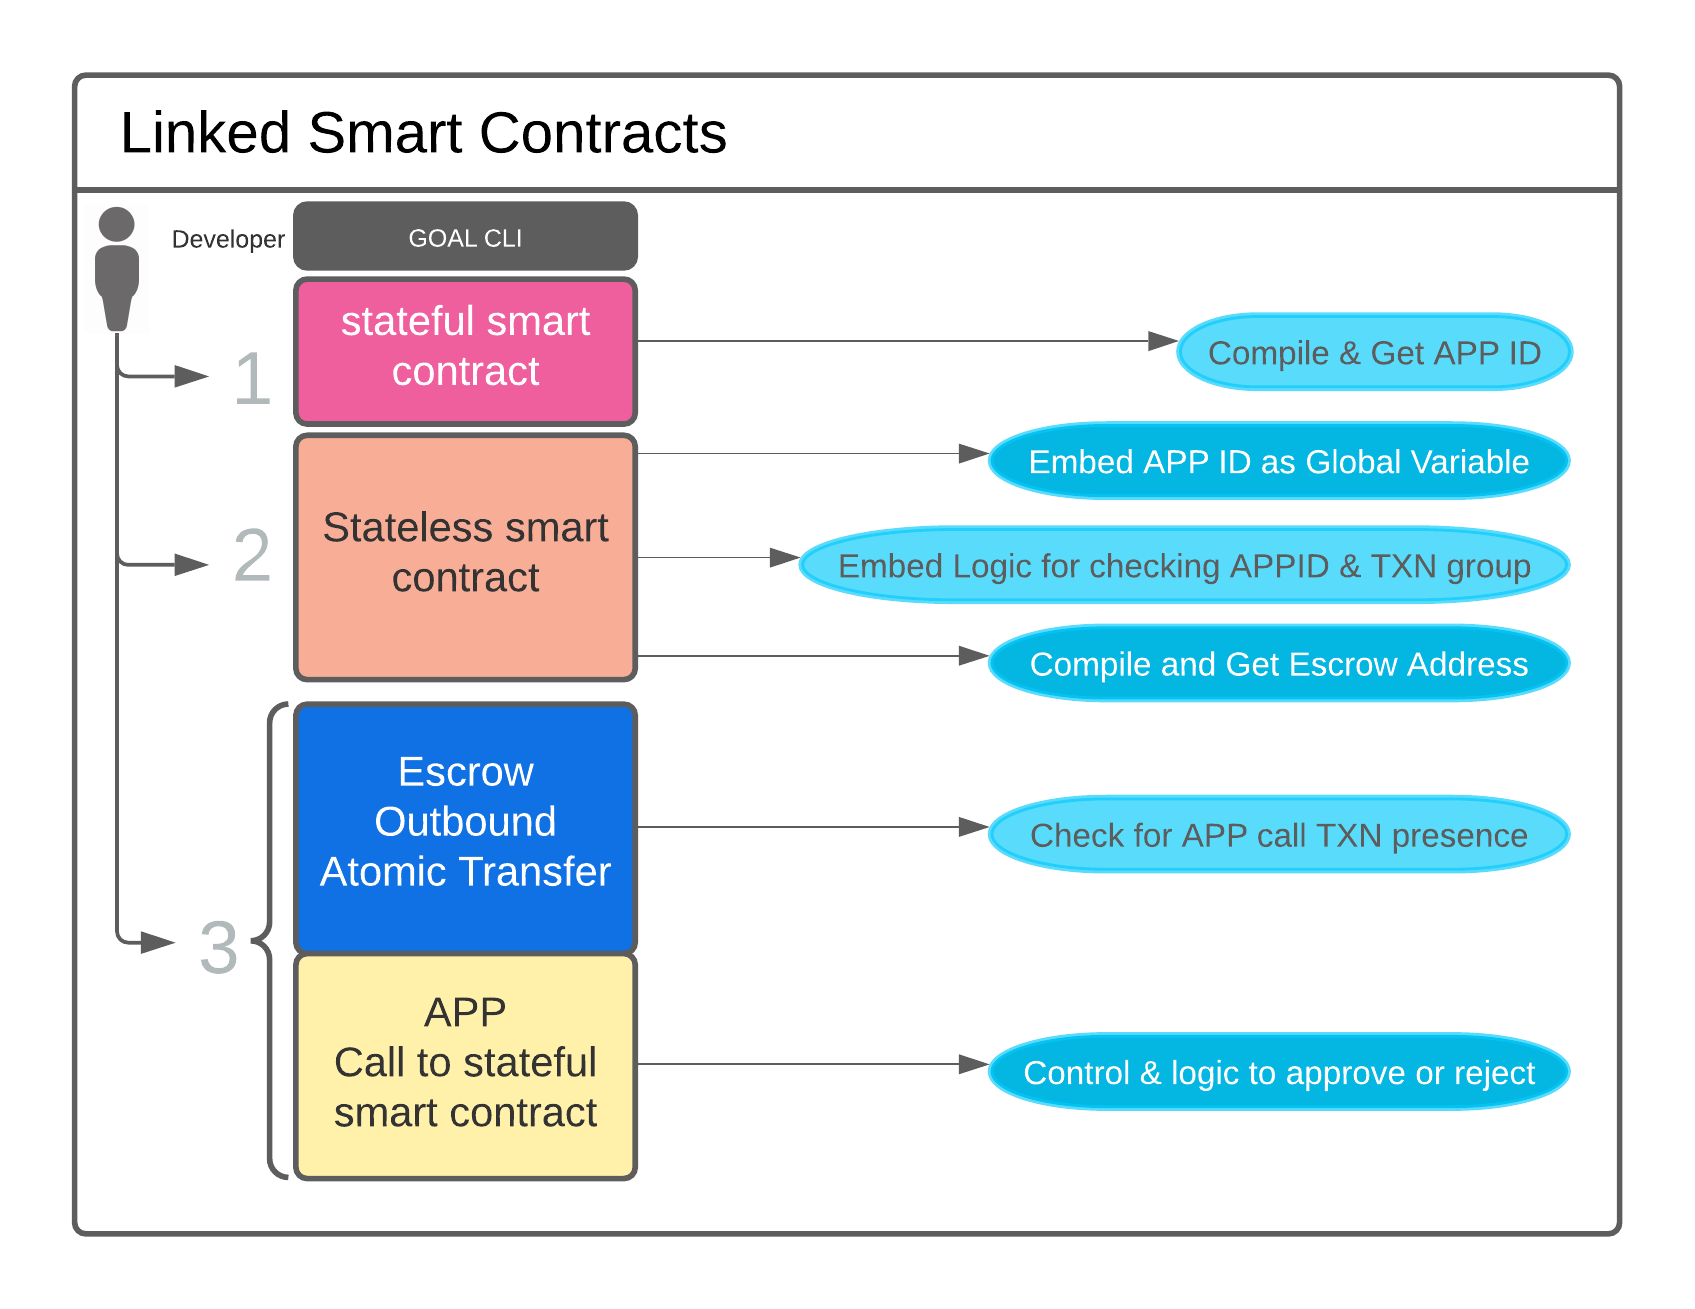 Linked Smart Contracts
Developer
GOAL CLI
1
stateful smart
contract
Compile & Get APP ID
2
Stateless smart
contract
Embed APP ID as Global Variable
Embed Logic for checking APPID & TXN group
Compile and Get Escrow Address
3
Escrow
Outbound
Atomic Transfer
Check for APP call TXN presence
APP
Call to stateful
smart contract
Control & logic to approve or reject